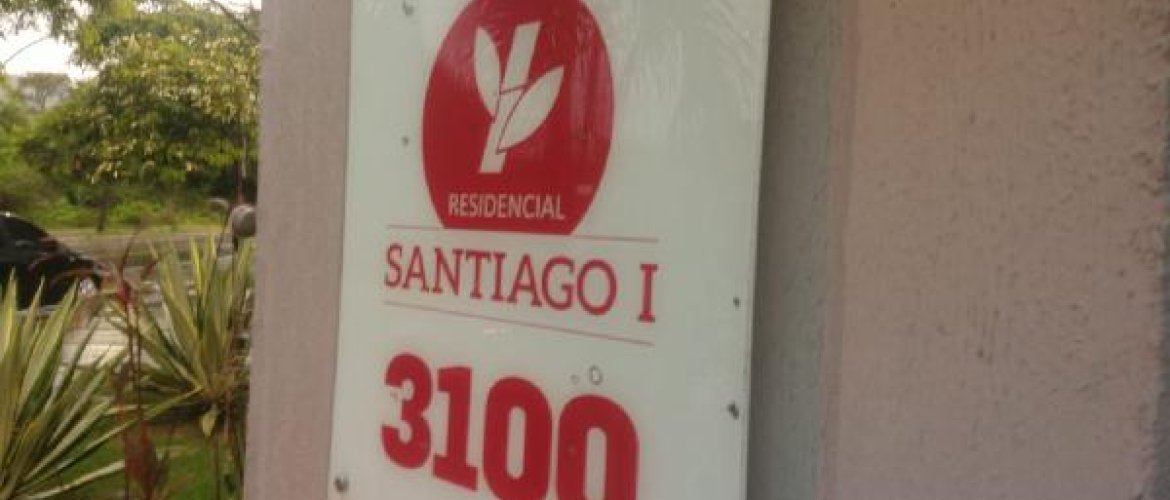 RESIDENCIAL
SANTIAGO I
3100